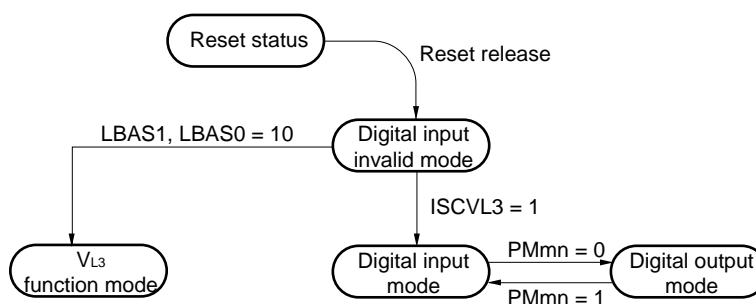 Reset status
Reset release
LBAS1, LBAS0 = 10
Digital input
invalid mode
ISCVL3 = 1
VL3
function mode
Digital input
mode
PMmn = 0
PMmn = 1
Digital output
mode